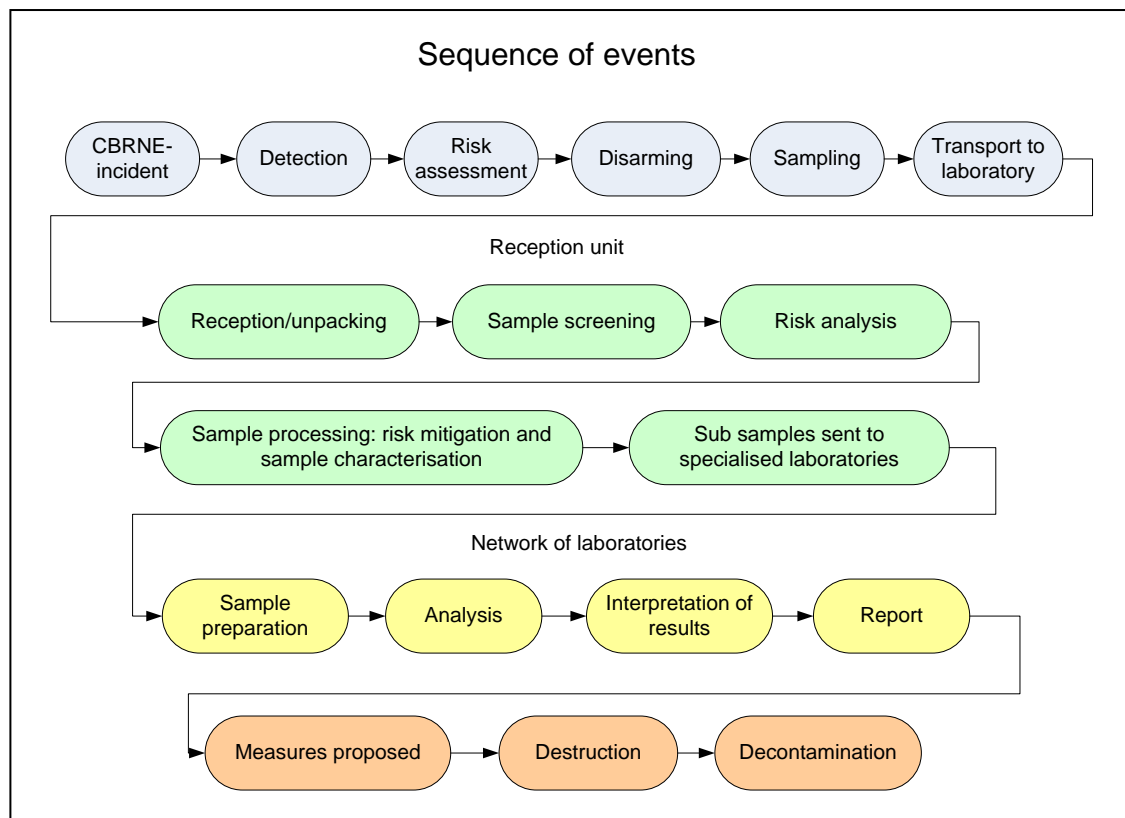 Sequence of events
CBRNE-
incident
Detection
Risk
assessment
Disarming
Sampling
Transport to
laboratory
Reception unit
Reception/unpacking
Sample screening
Risk analysis
Sample processing: risk mitigation and
sample characterisation
Sub samples sent to
specialised laboratories
Network of laboratories
Sample
preparation
Analysis
Interpretation of
results
Report
Measures proposed
Destruction
Decontamination